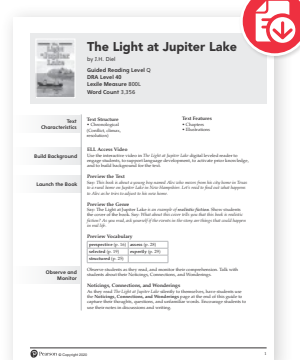 The Light at Jupiter Lake
by J.H. Diel
Guided Reading Level Q
DRA Level 40
Lexile Measure 800L
Word Count 3,356
Text
Characteristics
Text Structure
• Chronological
(Conflict, climax,
resolution)
Text Features
• Chapters
• Illustrations
Build Background
ELL Access Video
Use the interactive video in The Light at Jupiter Lake digital leveled reader to
engage students, to support language development, to activate prior knowledge,
and to build background for the text.
Launch the Book
Preview the Text
Say: This book is about a young boy named Alec who moves from his city home in Texas
to a rural home on Jupiter Lake in New Hampshire. Let's read to find out what happens
to Alec as he tries to adjust to his new home.
Preview the Genre
Say: The Light at Jupiter Lake is an example of realistic fiction. Show students
the cover of the book. Say: What about this cover tells you that this book is realistic
fiction? As you read, ask yourself if the events in the story are things that could happen
in real life.
Preview Vocabulary
perspective (p. 16) access (p. 28)
selected (p. 19) expertly (p. 29)
structured (p. 25)
Observe and
Monitor
Observe students as they read, and monitor their comprehension. Talk with
students about their Noticings, Connections, and Wonderings.
Noticings, Connections, and Wonderings
As they read The Light at Jupiter Lake silently to themselves, have students use
the Noticings, Connections, and Wonderings page at the end of this guide to
capture their thoughts, questions, and unfamiliar words. Encourage students to
use their notes in discussions and writing.
Pearson © Copyright 2020
1